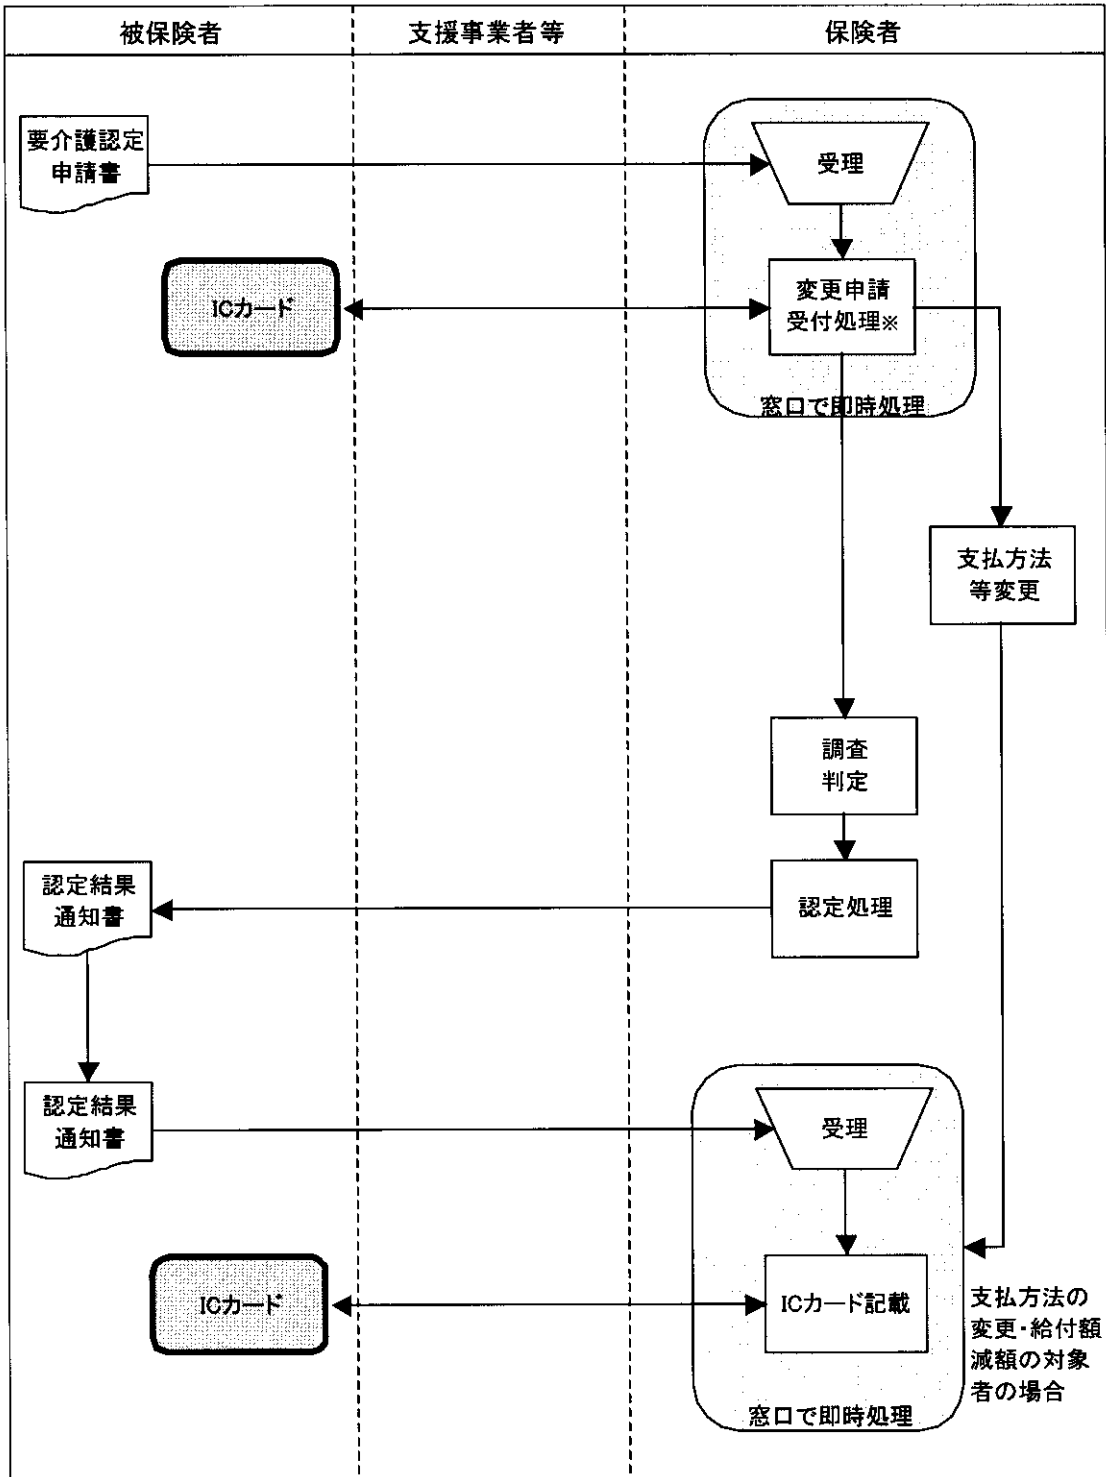 被保険者
支援事業者等
保険者
要介護認定
申請書
受理
ICカード
変更申請
受付処理※
窓口で即時処理
支払方法
等変更
調査
判定
認定結果
通知書
認定処理
認定結果
通知書
受理
ICカード
ICカード記載
支払方法の
変更・給付額
減額の対象
者の場合
窓口で即時処理